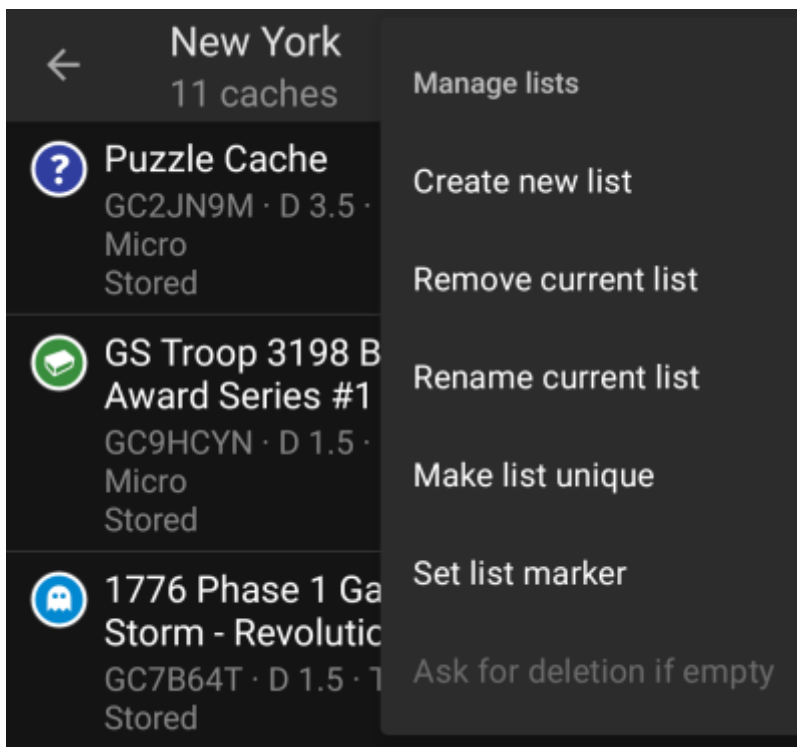 New York
11 caches
Puzzle Cache
GC2JN9M · D 3.5 ·
Micro
Stored
GS Troop 3198 B
Award Series #1
GC9HCYN · D 1.5 ·
Micro
Stored
1776 Phase 1 Ga
Storm - Revolutio
GC7B64T · D 1.5 · T
Stored
Manage lists
Create new list
Remove current list
Rename current list
Make list unique
Set list marker
Ask for deletion if empty